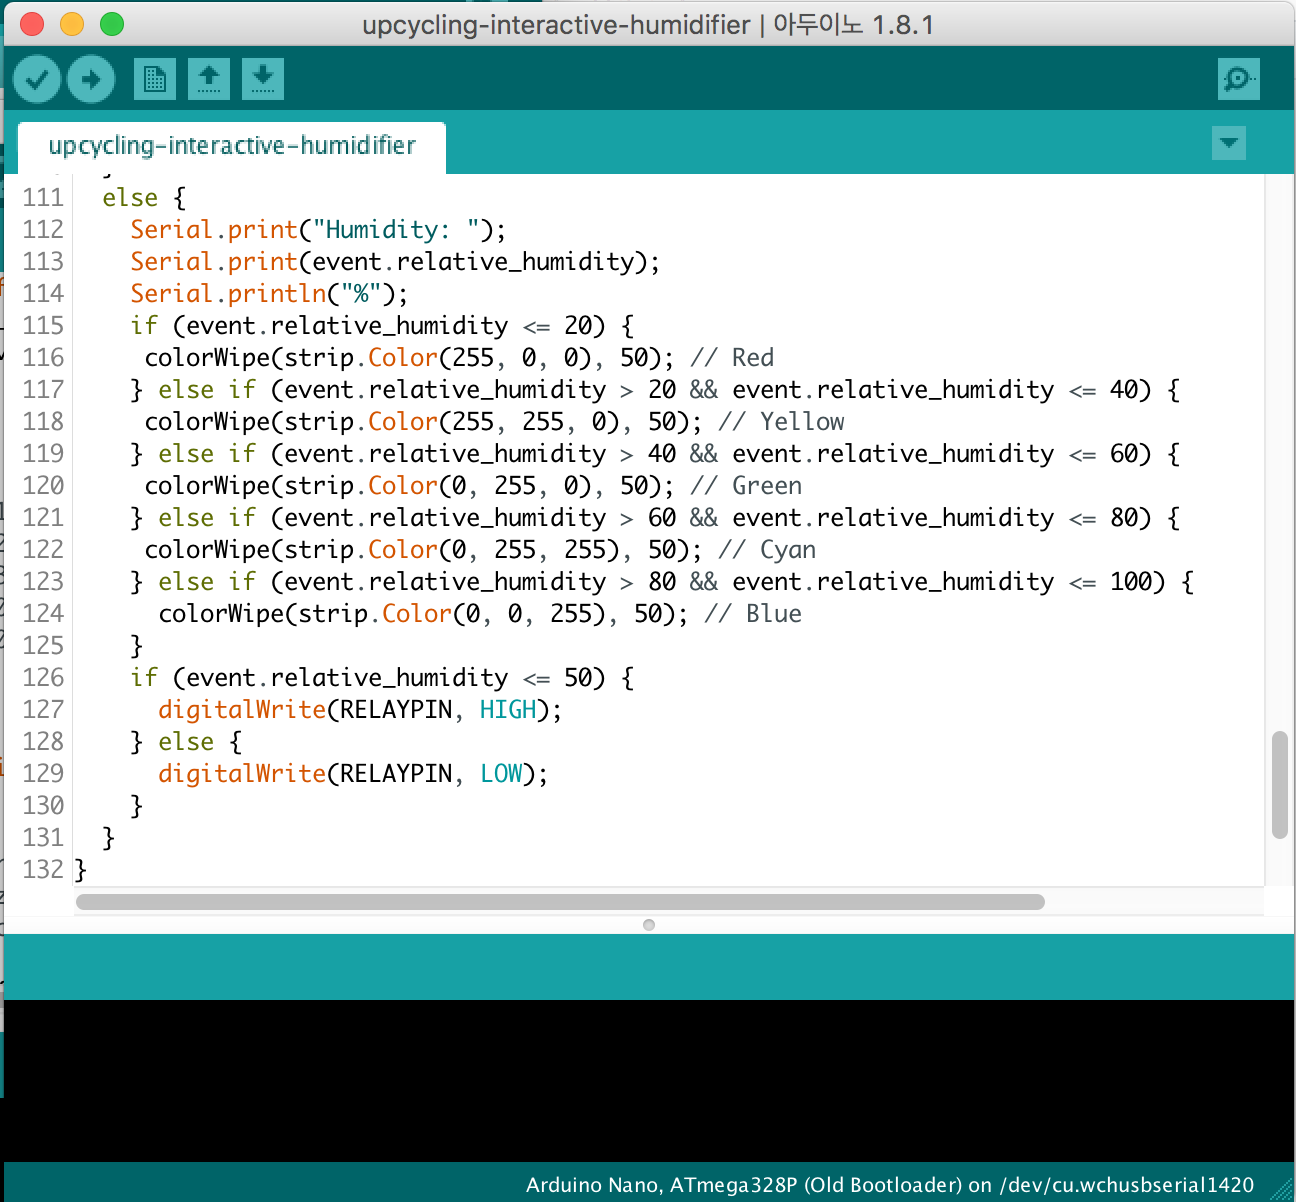 upcycling-interactive-humidifier | 아두이노 1.8.1
upcycling-interactive-humidifier
111 else {
112 Serial.print("Humidity: ");
113 Serial.print(event.relative_humidity);
114 Serial.println("%");
115 if (event.relative_humidity <= 20) {
116 colorWipe(strip.Color(255, 0, 0), 50); // Red
117 } else if (event.relative_humidity > 20 && event.relative_humidity <= 40) {
118 colorWipe(strip.Color(255, 255, 0), 50); // Yellow
119 } else if (event.relative_humidity > 40 && event.relative_humidity <= 60) {
120 colorWipe(strip.Color(0, 255, 0), 50); // Green
121 } else if (event.relative_humidity > 60 && event.relative_humidity <= 80) {
122 colorWipe(strip.Color(0, 255, 255), 50); // Cyan
123 } else if (event.relative_humidity > 80 && event.relative_humidity <= 100) {
124 colorWipe(strip.Color(0, 0, 255), 50); // Blue
125 }
126 if (event.relative_humidity <= 50) {
127 digitalWrite(RELAYPIN, HIGH);
128 } else {
129 digitalWrite(RELAYPIN, LOW);
130 }
131 }
132 }
Arduino Nano, ATmega328P (Old Bootloader) on /dev/cu.wchusbserial1420